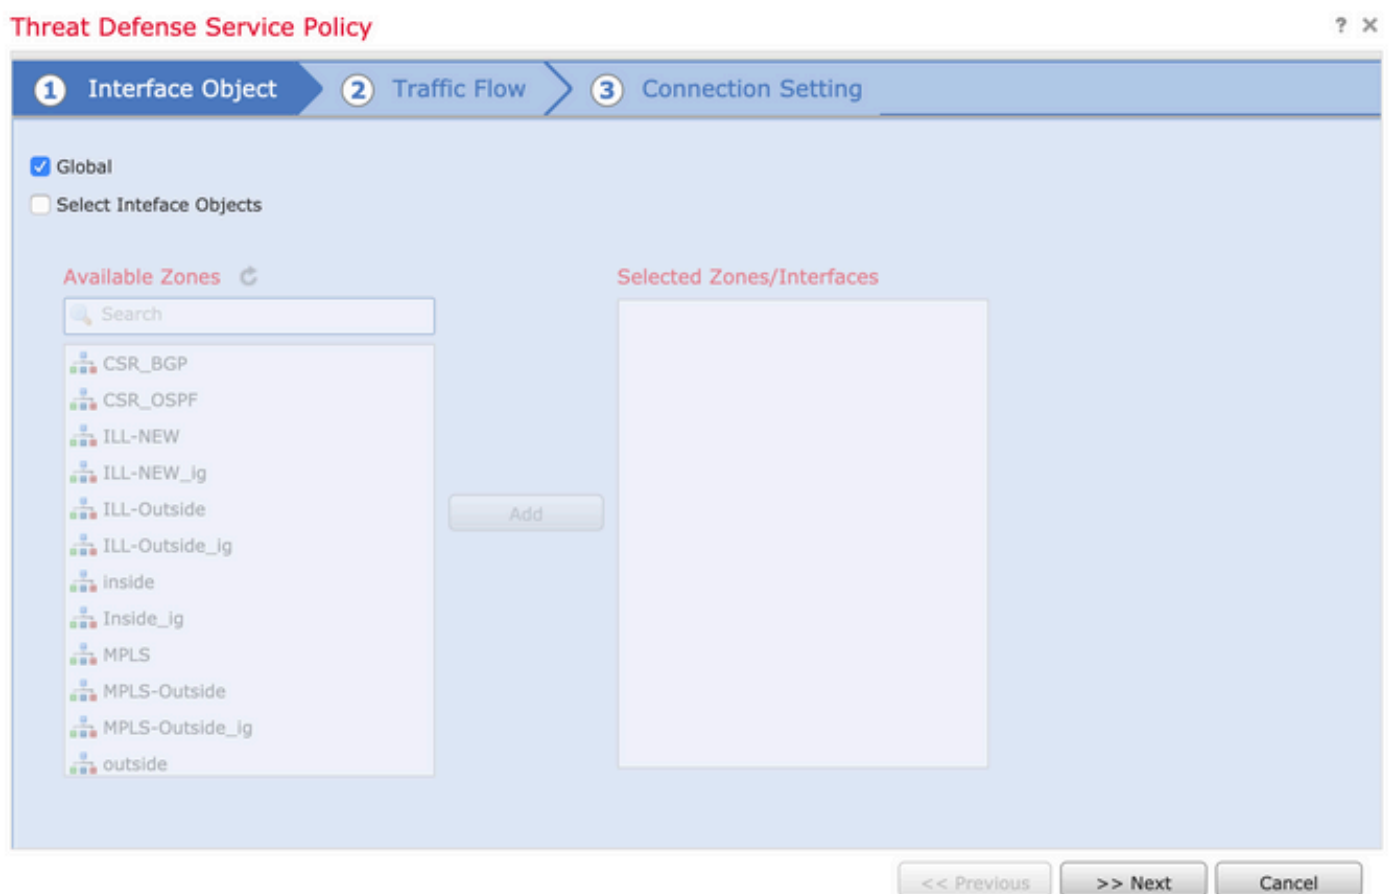 Threat Defense Service Policy
? ×
1 Interface Object 2 Traffic Flow 3 Connection Setting
Global
Select Inteface Objects
Available Zones
Selected Zones/Interfaces
Search
CSR_BGP
CSR_OSPF
ILL-NEW
ILL-NEW_ig
ILL-Outside
Add
ILL-Outside_ig
inside
Inside_ig
MPLS
MPLS-Outside
MPLS-Outside_ig
outside
<< Previous >> Next Cancel